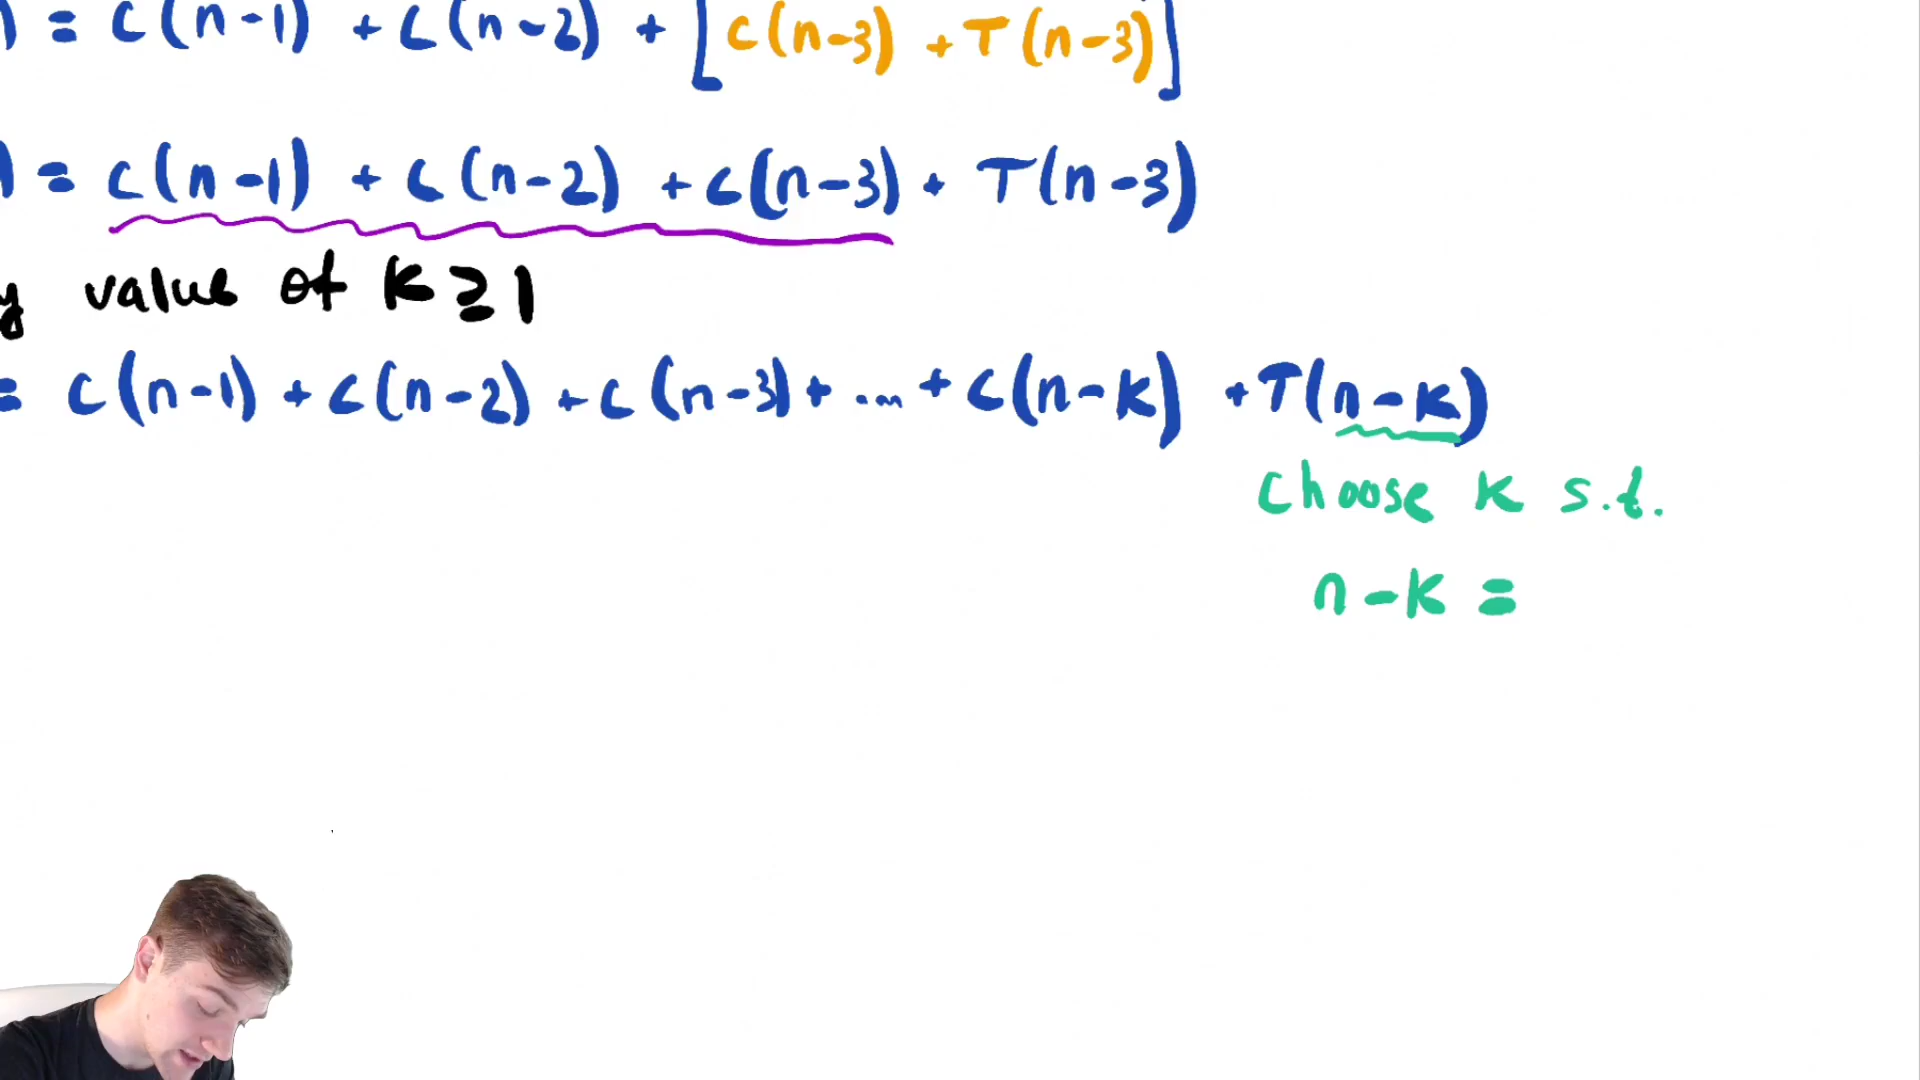 ) = c(n-1) + c(n-2) + [c(n-3) + T(n-3)]
) = c(n-1) + c(n-2) + c(n-3) + T(n-3)
y value of k ≥ 1
= c(n-1) + c(n-2) + c(n-3) + ... + c(n-k) + T(n-k)
choose k s.t.
n-k =